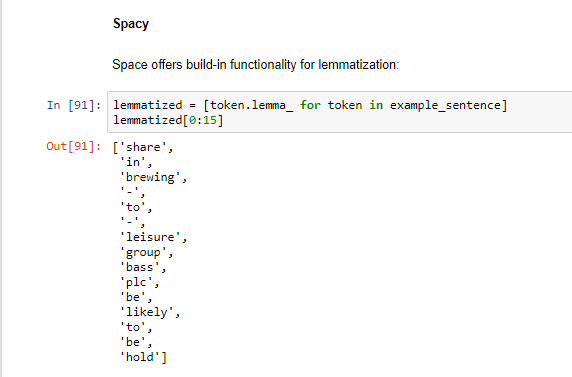 Spacy
Space offers build-in functionality for lemmatization:
In [91]: lemmatized = [token.lemma_ for token in example_sentence]
lemmatized[0:15]
Out[91]: ['share',
'in',
'brewing',
'-',
'to',
'-',
'leisure',
'group',
'bass',
'plc',
'be',
'likely',
'to',
'be',
'hold']